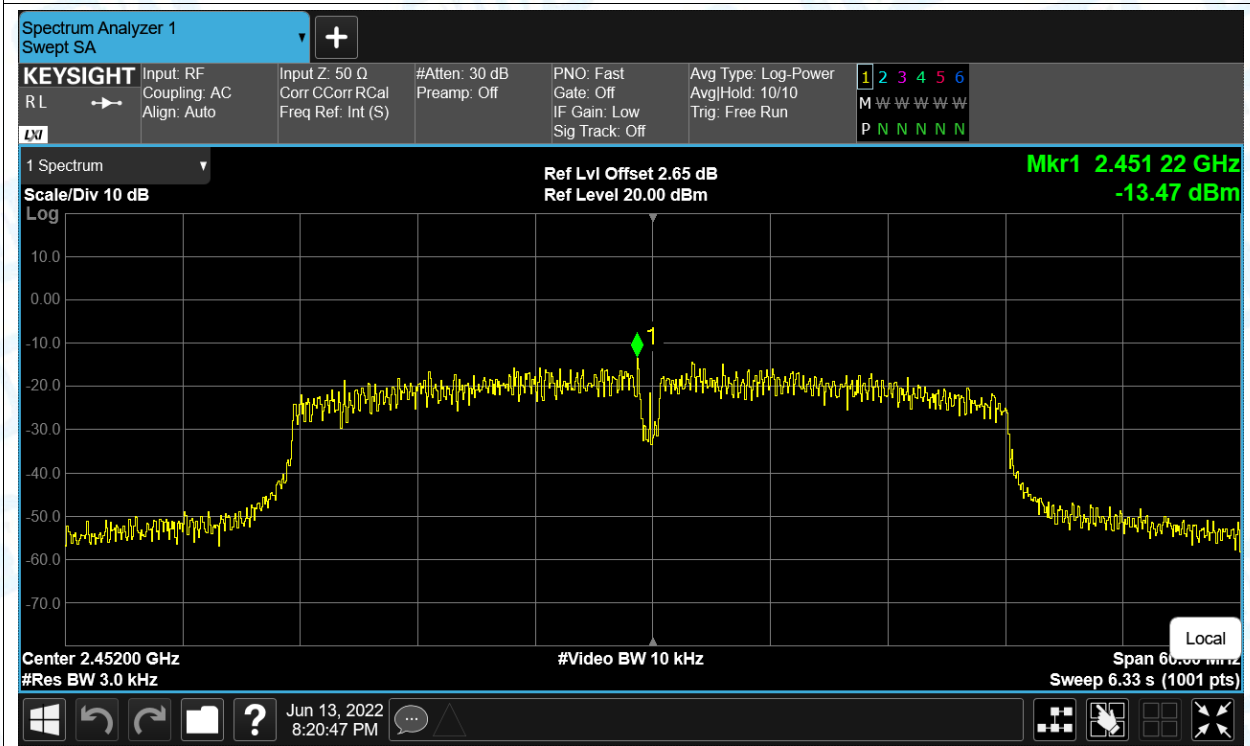 Spectrum Analyzer 1
Swept SA
KEYSIGHT
R L
LXI
Input: RF
Coupling: AC
Align: Auto
Input Z: 50 Ω
Corr CCorr RCal
Freq Ref: Int (S)
#Atten: 30 dB
Preamp: Off
PNO: Fast
Gate: Off
IF Gain: Low
Sig Track: Off
Avg Type: Log-Power
Avg|Hold: 10/10
Trig: Free Run
1 2 3 4 5 6
M W W W W W W
P N N N N N
1 Spectrum
Scale/Div 10 dB
Log
Ref Lvl Offset 2.65 dB
Ref Level 20.00 dBm
Mkr1 2.451 22 GHz
-13.47 dBm
10.0
0.00
-10.0
-20.0
-30.0
-40.0
-50.0
-60.0
-70.0
1
Center 2.45200 GHz
#Res BW 3.0 kHz
#Video BW 10 kHz
Local
Span 60.00 MHz
Sweep 6.33 s (1001 pts)
?
Jun 13, 2022
8:20:47 PM